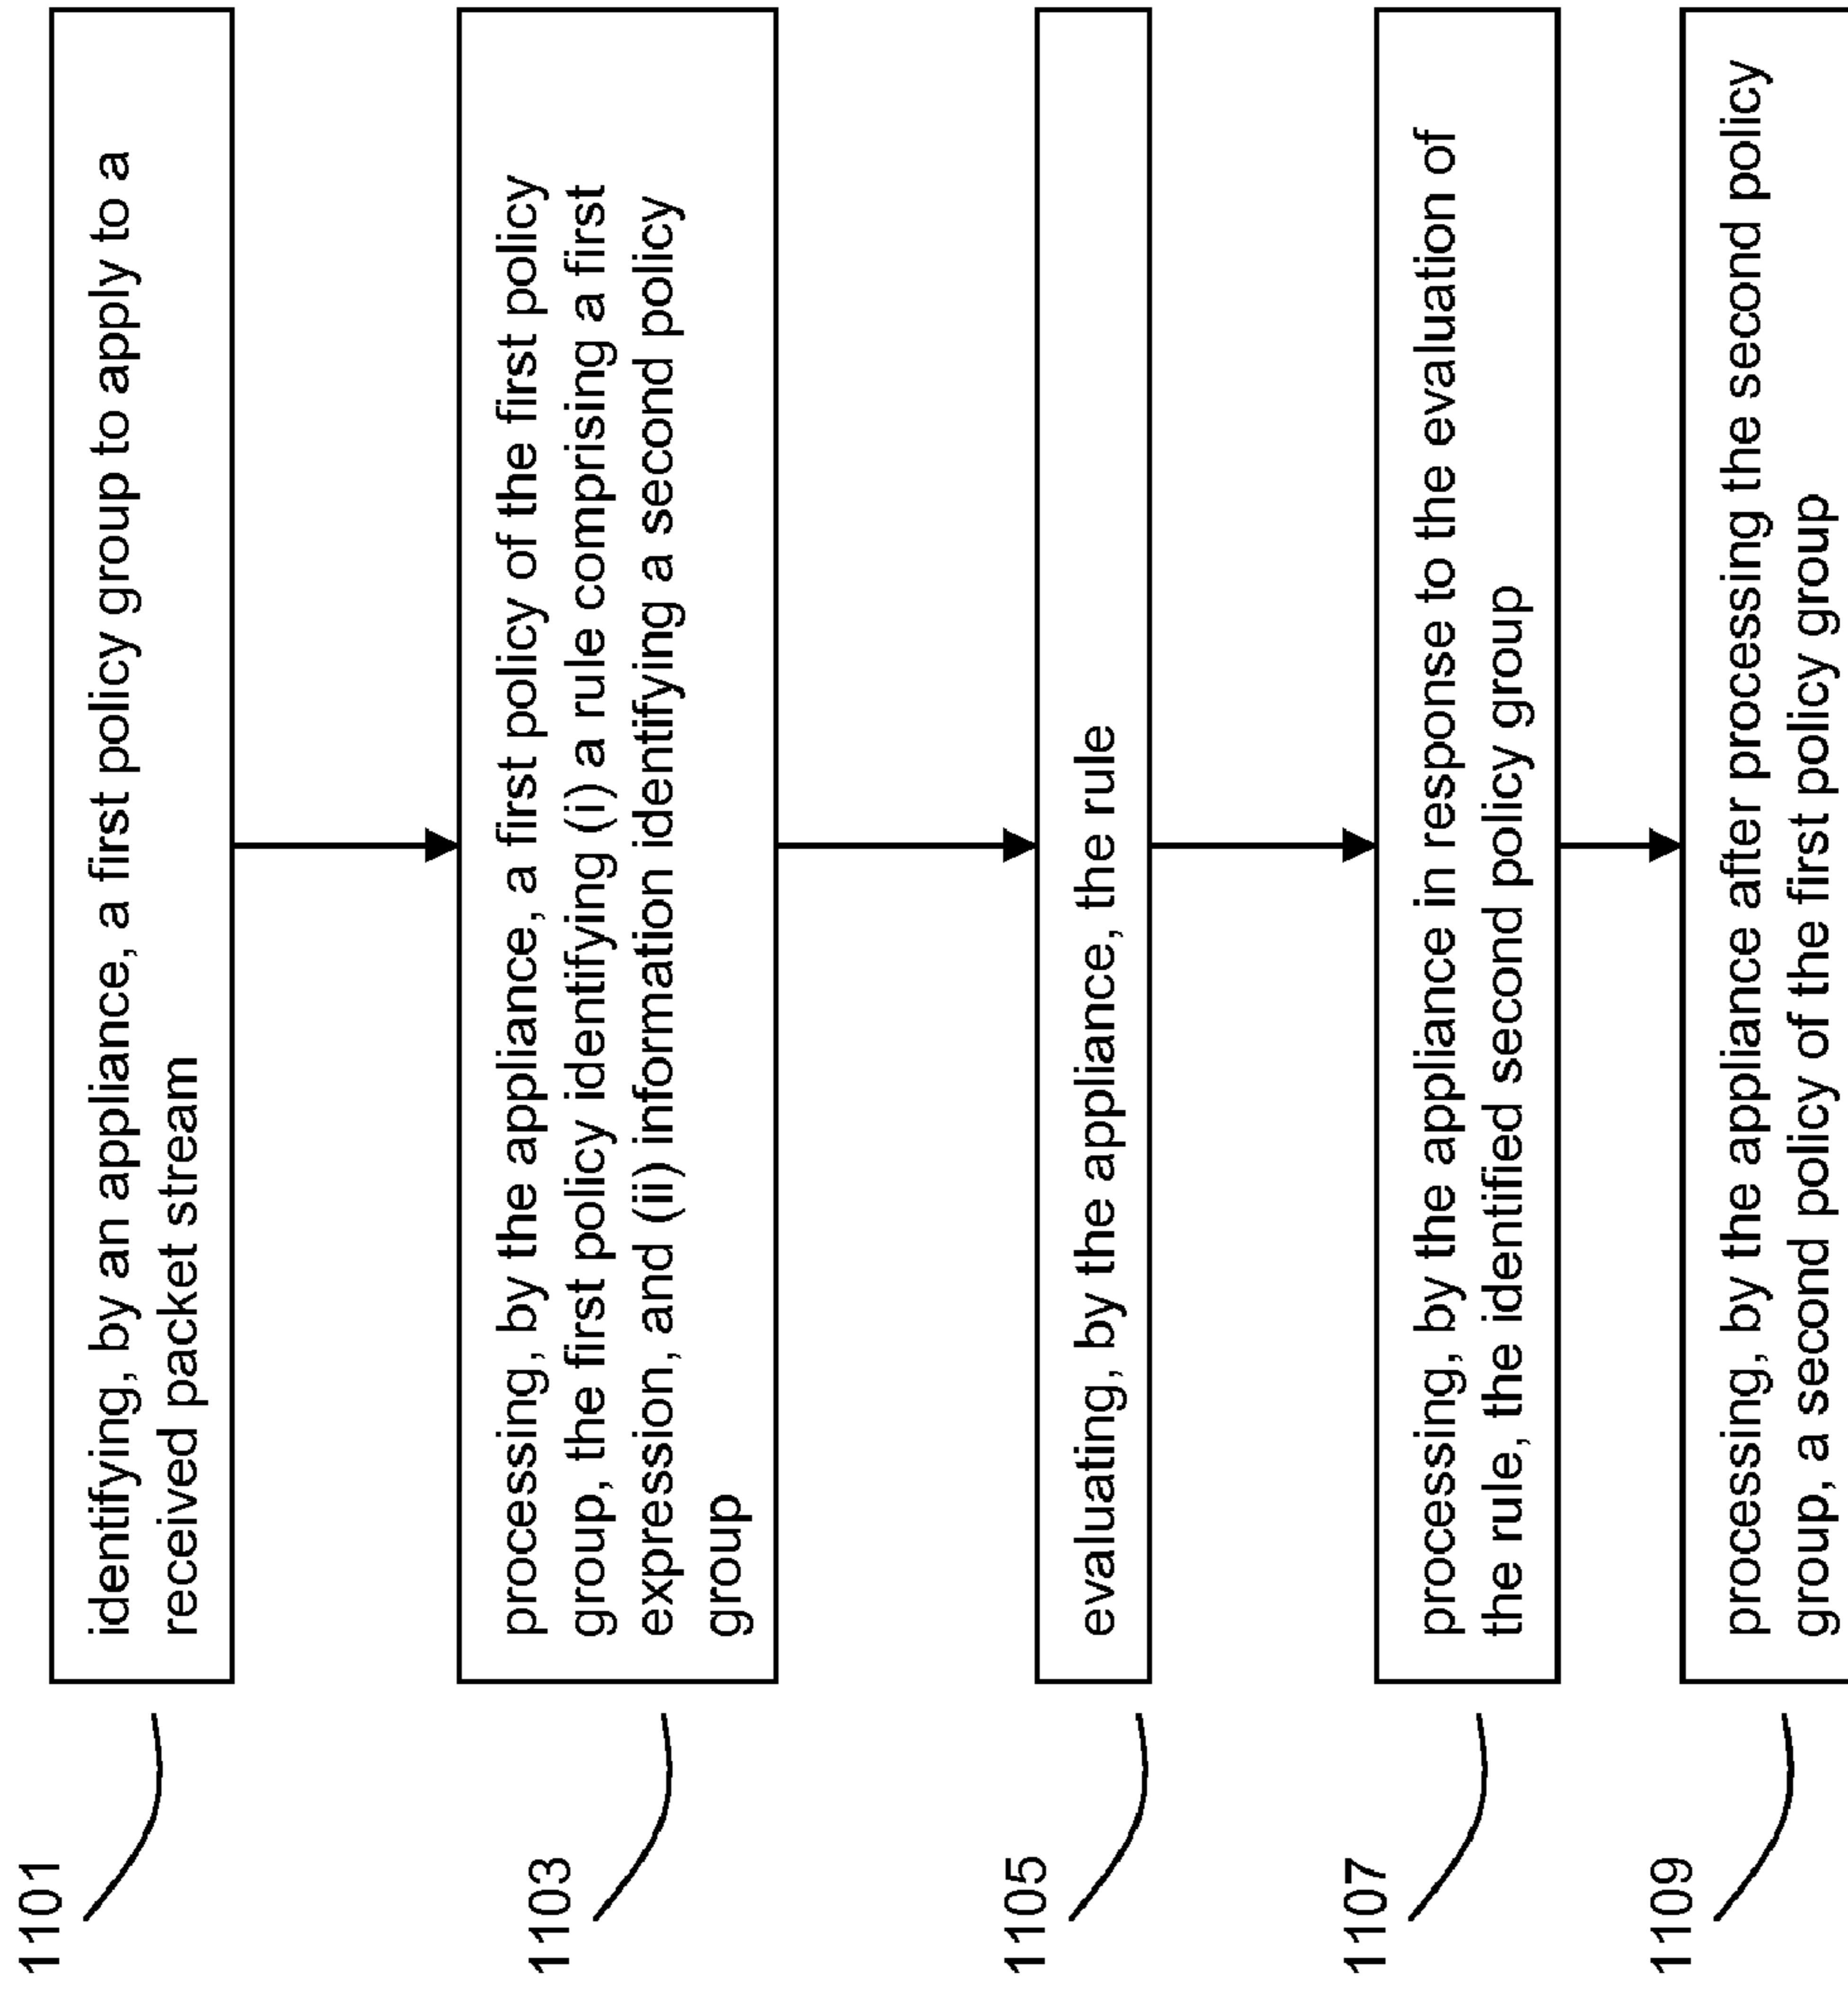 1101
identifying, by an appliance, a first policy group to apply to a
received packet stream
1103
processing, by the appliance, a first policy of the first policy
group, the first policy identifying (i) a rule comprising a first
expression, and (ii) information identifying a second policy
group
1105
evaluating, by the appliance, the rule
1107
processing, by the appliance in response to the evaluation of
the rule, the identified second policy group
1109
processing, by the appliance after processing the second policy
group, a second policy of the first policy group